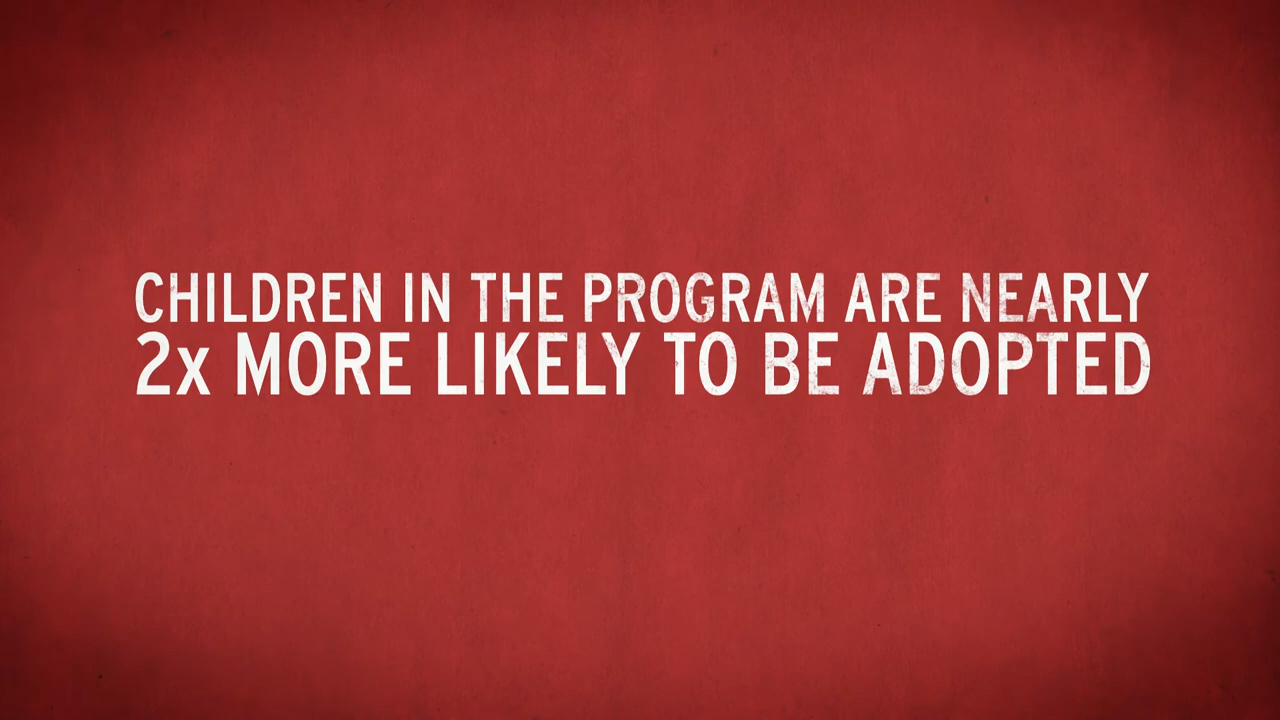 CHILDREN IN THE PROGRAM ARE NEARLY
2x MORE LIKELY TO BE ADOPTED